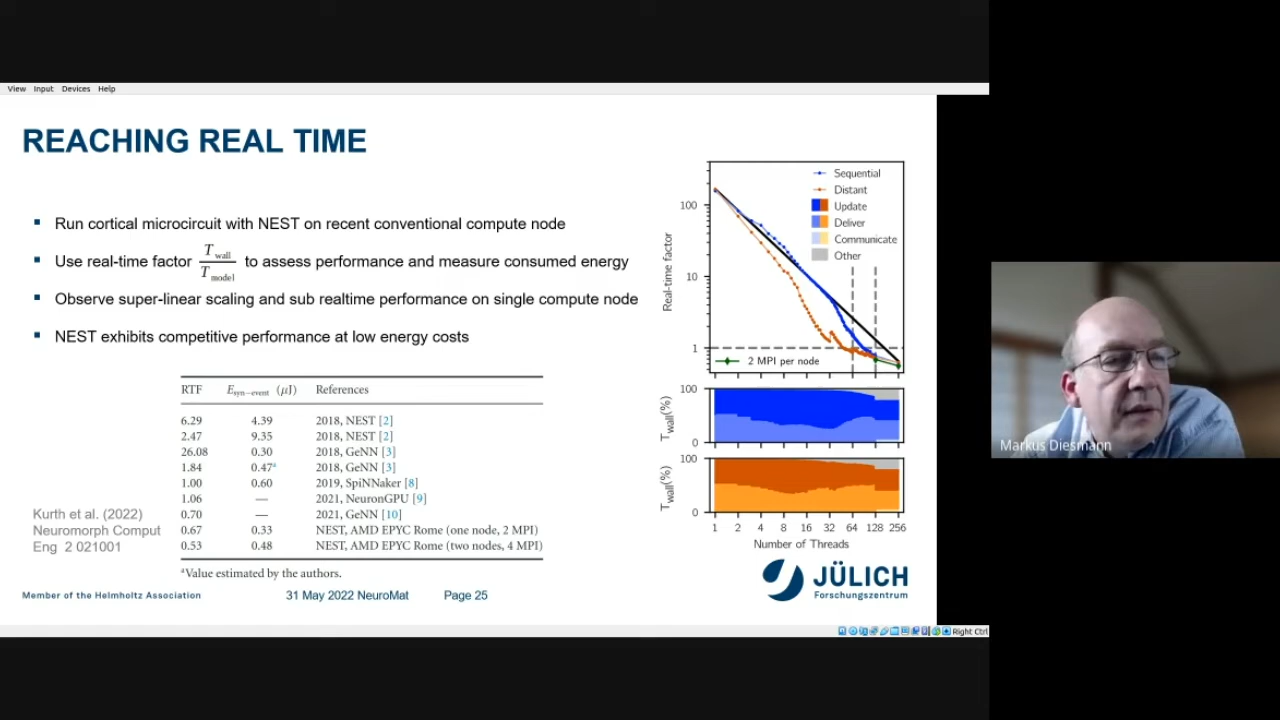 View Input Devices Help
REACHING REAL TIME
Run cortical microcircuit with NEST on recent conventional compute node
Use real-time factor T wall / T model to assess performance and measure consumed energy
Observe super-linear scaling and sub realtime performance on single compute node
NEST exhibits competitive performance at low energy costs
RTF E syn−event (μJ) References
6.29 4.39 2018, NEST [2]
2.47 9.35 2018, NEST [2]
26.08 0.30 2018, GeNN [3]
1.84 0.47a 2018, GeNN [3]
1.00 0.60 2019, SpiNNaker [8]
1.06 — 2021, NeuronGPU [9]
0.70 — 2021, GeNN [10]
0.67 0.33 NEST, AMD EPYC Rome (one node, 2 MPI)
0.53 0.48 NEST, AMD EPYC Rome (two nodes, 4 MPI)
aValue estimated by the authors.
Kurth et al. (2022)
Neuromorph Comput
Eng 2 021001
Sequential
Distant
Update
Deliver
Communicate
Other
Real-time factor
100
10
1
2 MPI per node
Twall(%)
100
0
Twall(%)
100
0
1 2 4 8 16 32 64 128 256
Number of Threads
JÜLICH
Forschungszentrum
Member of the Helmholtz Association
31 May 2022 NeuroMat Page 25
Right Ctrl
Markus Diesmann